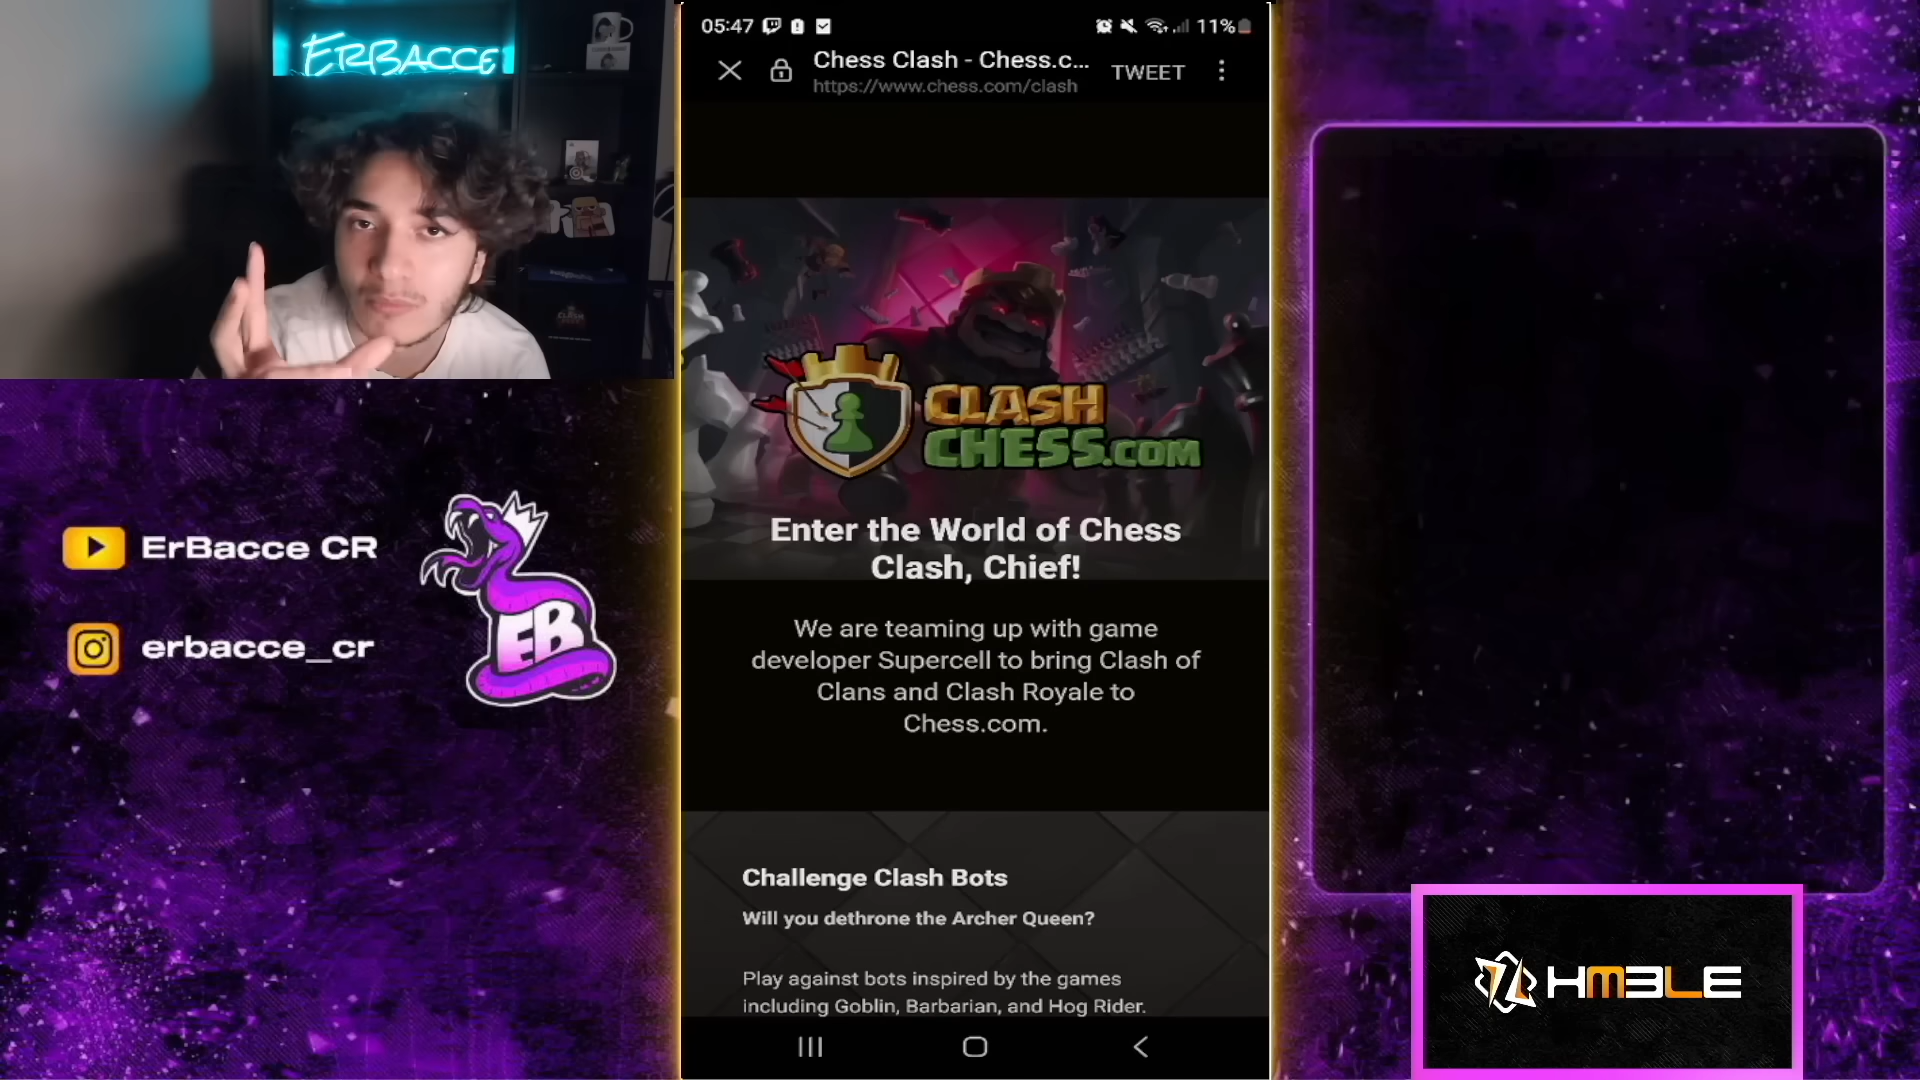 ERBACCE
05:47
11%
Chess Clash - Chess.c...
https://www.chess.com/clash
TWEET
CLASH
CHESS.COM
Enter the World of Chess
Clash, Chief!
We are teaming up with game
developer Supercell to bring Clash of
Clans and Clash Royale to
Chess.com.
Challenge Clash Bots
Will you dethrone the Archer Queen?
Play against bots inspired by the games
including Goblin, Barbarian, and Hog Rider.
ErBacce CR
erbacce_cr
EB
HM3LE